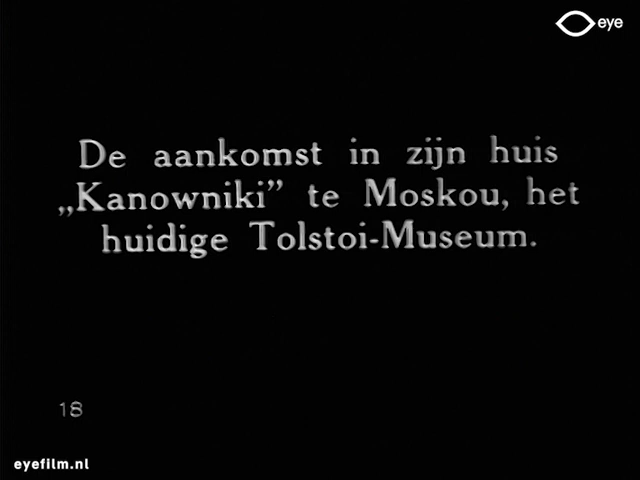 eye
De aankomst in zijn huis
„Kanowniki” te Moskou, het
huidige Tolstoi-Museum.
18
eyefilm.nl